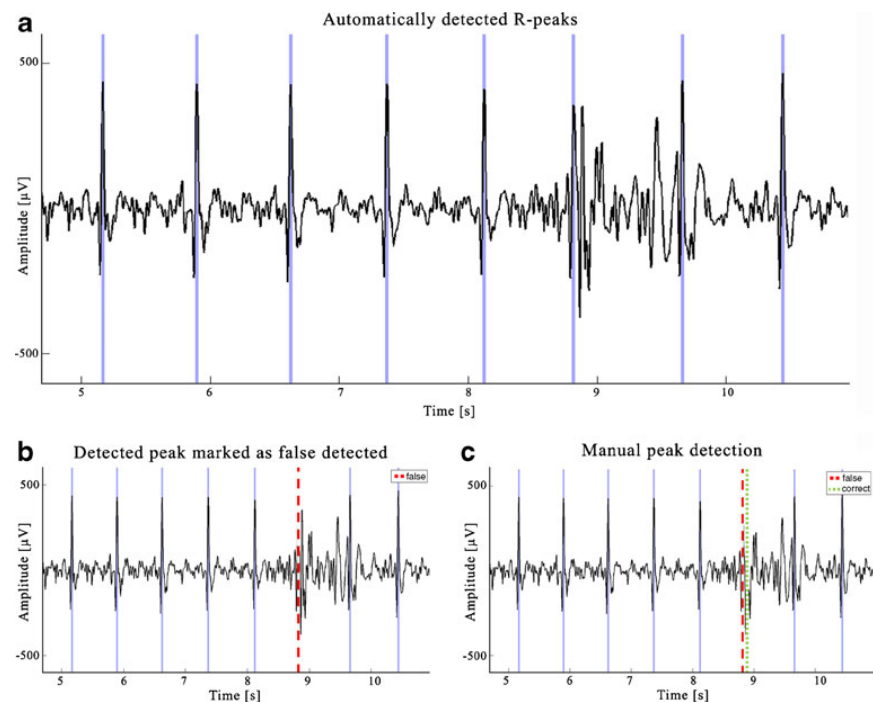 a
Automatically detected R-peaks
500
Amplitude [µV]
-500
5 6 7 8 9 10
Time [s]
b
Detected peak marked as false detected
false
500
Amplitude [µV]
-500
5 6 7 8 9 10
Time [s]
c
Manual peak detection
false
correct
500
Amplitude [µV]
-500
5 6 7 8 9 10
Time [s]